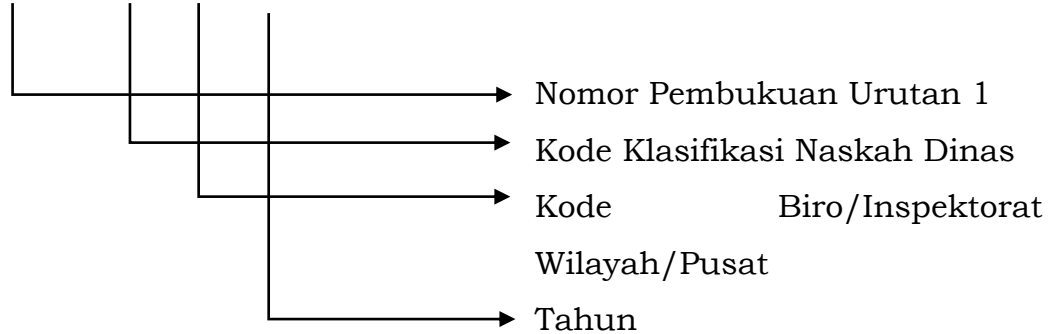 Nomor Pembukuan Urutan 1
Kode Klasifikasi Naskah Dinas
Kode Biro/Inspektorat
Wilayah/Pusat
Tahun